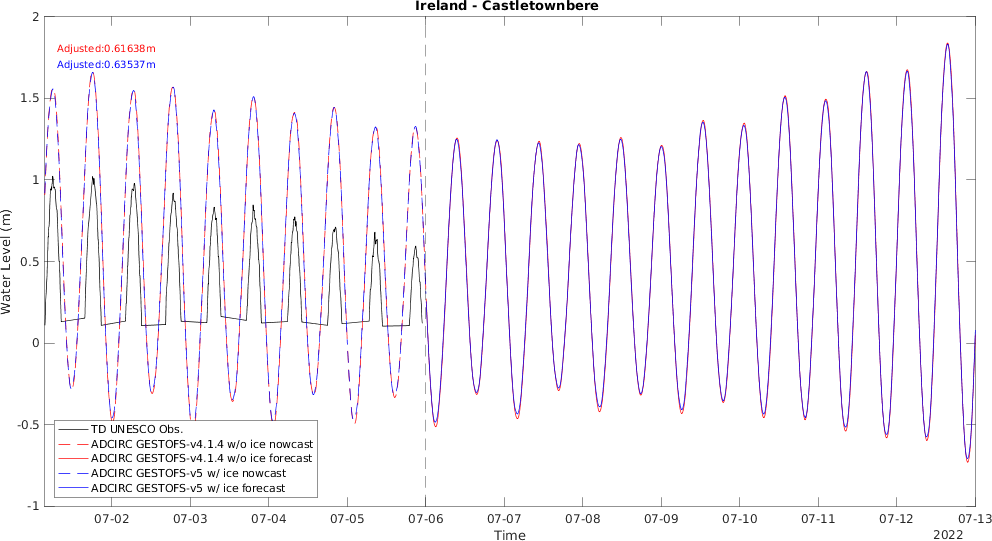 Ireland - Castletownbere
2
1.5
1
0.5
0
-0.5
-1
Water Level (m)
Adjusted:0.61638m
Adjusted:0.63537m
TD UNESCO Obs.
ADCIRC GESTOFS-v4.1.4 w/o ice nowcast
ADCIRC GESTOFS-v4.1.4 w/o ice forecast
ADCIRC GESTOFS-v5 w/ ice nowcast
ADCIRC GESTOFS-v5 w/ ice forecast
07-02 07-03 07-04 07-05 07-06 07-07 07-08 07-09 07-10 07-11 07-12 07-13
Time
2022